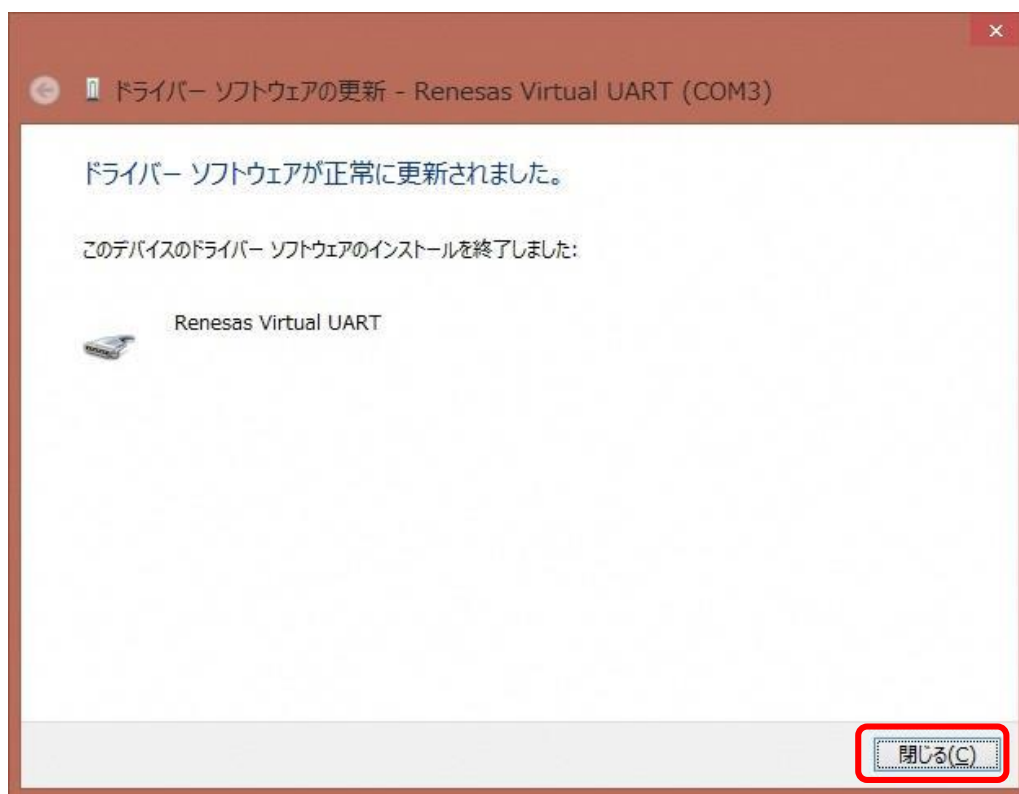 ドライバー ソフトウェアの更新 - Renesas Virtual UART (COM3)
ドライバー ソフトウェアが正常に更新されました。
このデバイスのドライバー ソフトウェアのインストールを終了しました:
Renesas Virtual UART
閉じる(C)